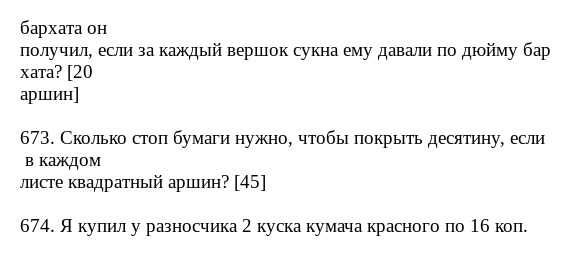 бархата он
получил, если за каждый вершок сукна ему давали по дюйму бар
хата? [20
аршин]
673. Сколько стоп бумаги нужно, чтобы покрыть десятину, если
в каждом
листе квадратный аршин? [45]
674. Я купил у разносчика 2 куска кумача красного по 16 коп.